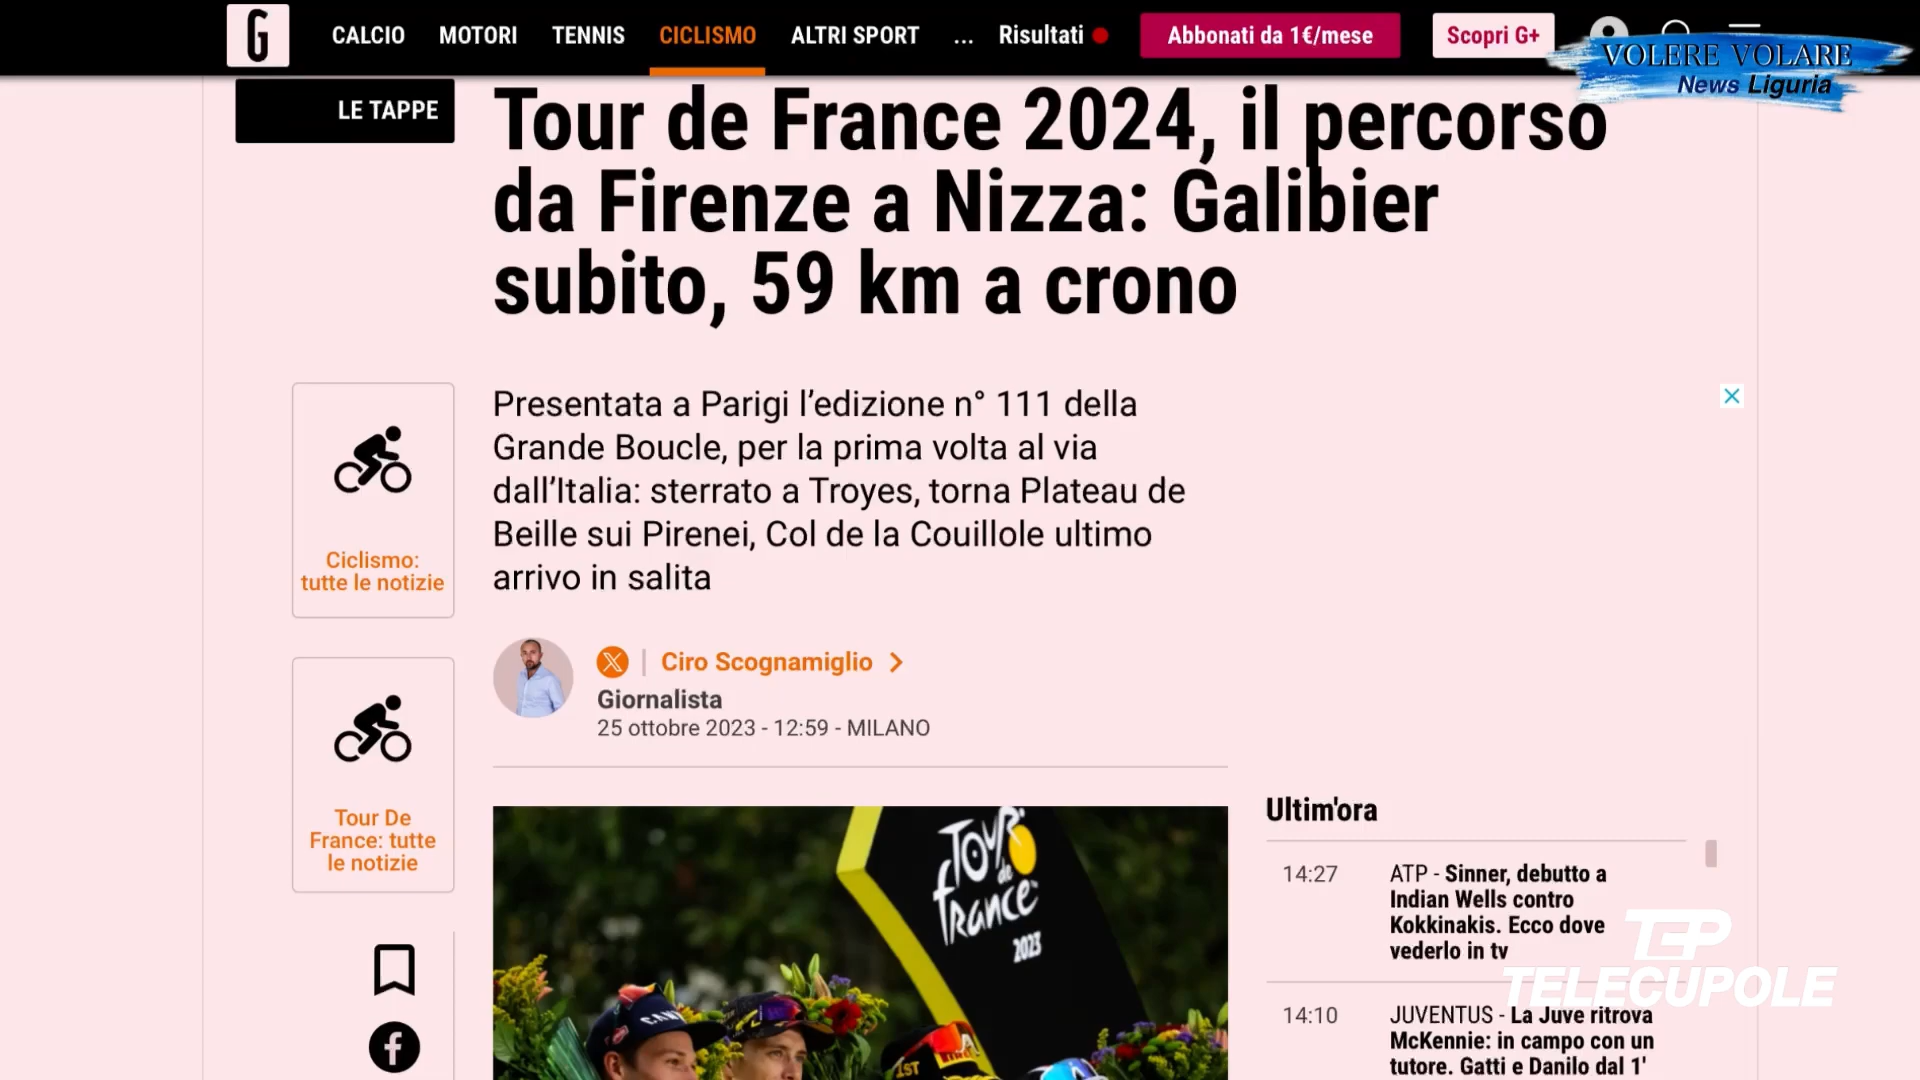 G CALCIO MOTORI TENNIS CICLISMO ALTRI SPORT ... Risultati Abbonati da 1€/mese Scopri G+
VOLERE VOLARE
News Liguria
LE TAPPE
Tour de France 2024, il percorso
da Firenze a Nizza: Galibier
subito, 59 km a crono
Presentata a Parigi l’edizione n° 111 della
Grande Boucle, per la prima volta al via
dall’Italia: sterrato a Troyes, torna Plateau de
Beille sui Pirenei, Col de la Couillole ultimo
arrivo in salita
Ciclismo:
tutte le notizie
Ciro Scognamiglio
Giornalista
25 ottobre 2023 - 12:59 - MILANO
Tour De
France: tutte
le notizie
TOUR
de
france
2023
CANY
1ST
Ultim'ora
14:27 ATP - Sinner, debutto a
Indian Wells contro
Kokkinakis. Ecco dove
vederlo in tv
14:10 JUVENTUS - La Juve ritrova
McKennie: in campo con un
tutore. Gatti e Danilo dal 1'
TCP
TELECUPOLE